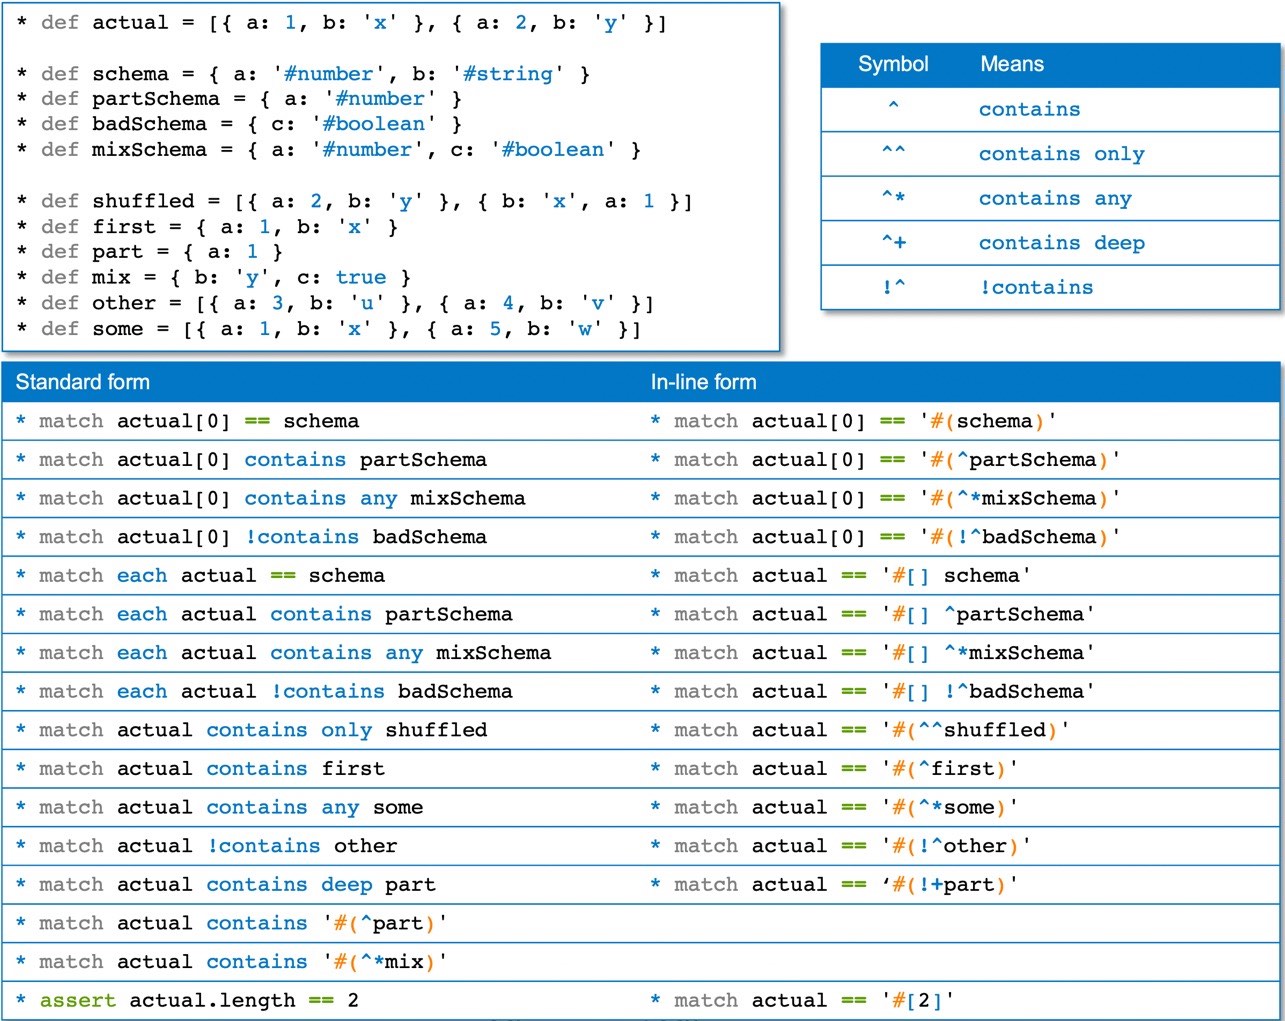 * def actual = [{ a: 1, b: 'x' }, { a: 2, b: 'y' }]
* def schema = { a: '#number', b: '#string' }
* def partSchema = { a: '#number' }
* def badSchema = { c: '#boolean' }
* def mixSchema = { a: '#number', c: '#boolean' }
* def shuffled = [{ a: 2, b: 'y' }, { b: 'x', a: 1 }]
* def first = { a: 1, b: 'x' }
* def part = { a: 1 }
* def mix = { b: 'y', c: true }
* def other = [{ a: 3, b: 'u' }, { a: 4, b: 'v' }]
* def some = [{ a: 1, b: 'x' }, { a: 5, b: 'w' }]
Symbol Means
^ contains
^^ contains only
^* contains any
^+ contains deep
!^ !contains
Standard form In-line form
* match actual[0] == schema * match actual[0] == '#(schema)'
* match actual[0] contains partSchema * match actual[0] == '#(^partSchema)'
* match actual[0] contains any mixSchema * match actual[0] == '#(^*mixSchema)'
* match actual[0] !contains badSchema * match actual[0] == '#(!^badSchema)'
* match each actual == schema * match actual == '#[] schema'
* match each actual contains partSchema * match actual == '#[] ^partSchema'
* match each actual contains any mixSchema * match actual == '#[] ^*mixSchema'
* match each actual !contains badSchema * match actual == '#[] !^badSchema'
* match actual contains only shuffled * match actual == '#(^^shuffled)'
* match actual contains first * match actual == '#(^first)'
* match actual contains any some * match actual == '#(^*some)'
* match actual !contains other * match actual == '#(!^other)'
* match actual contains deep part * match actual == ‘#(!+part)'
* match actual contains '#(^part)'
* match actual contains '#(^*mix)'
* assert actual.length == 2 * match actual == '#[2]'